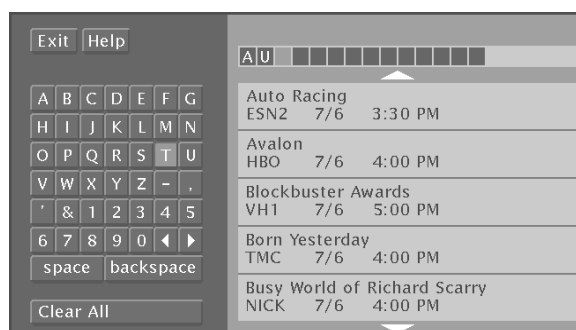 Exit Help
A B C D E F G
H I J K L M N
O P Q R S T U
V W X Y Z - ,
' & 1 2 3 4 5
6 7 8 9 0
space backspace
Clear All
A U
Auto Racing
ESN2 7/6 3:30 PM
Avalon
HBO 7/6 4:00 PM
Blockbuster Awards
VH1 7/6 5:00 PM
Born Yesterday
TMC 7/6 4:00 PM
Busy World of Richard Scarry
NICK 7/6 4:00 PM